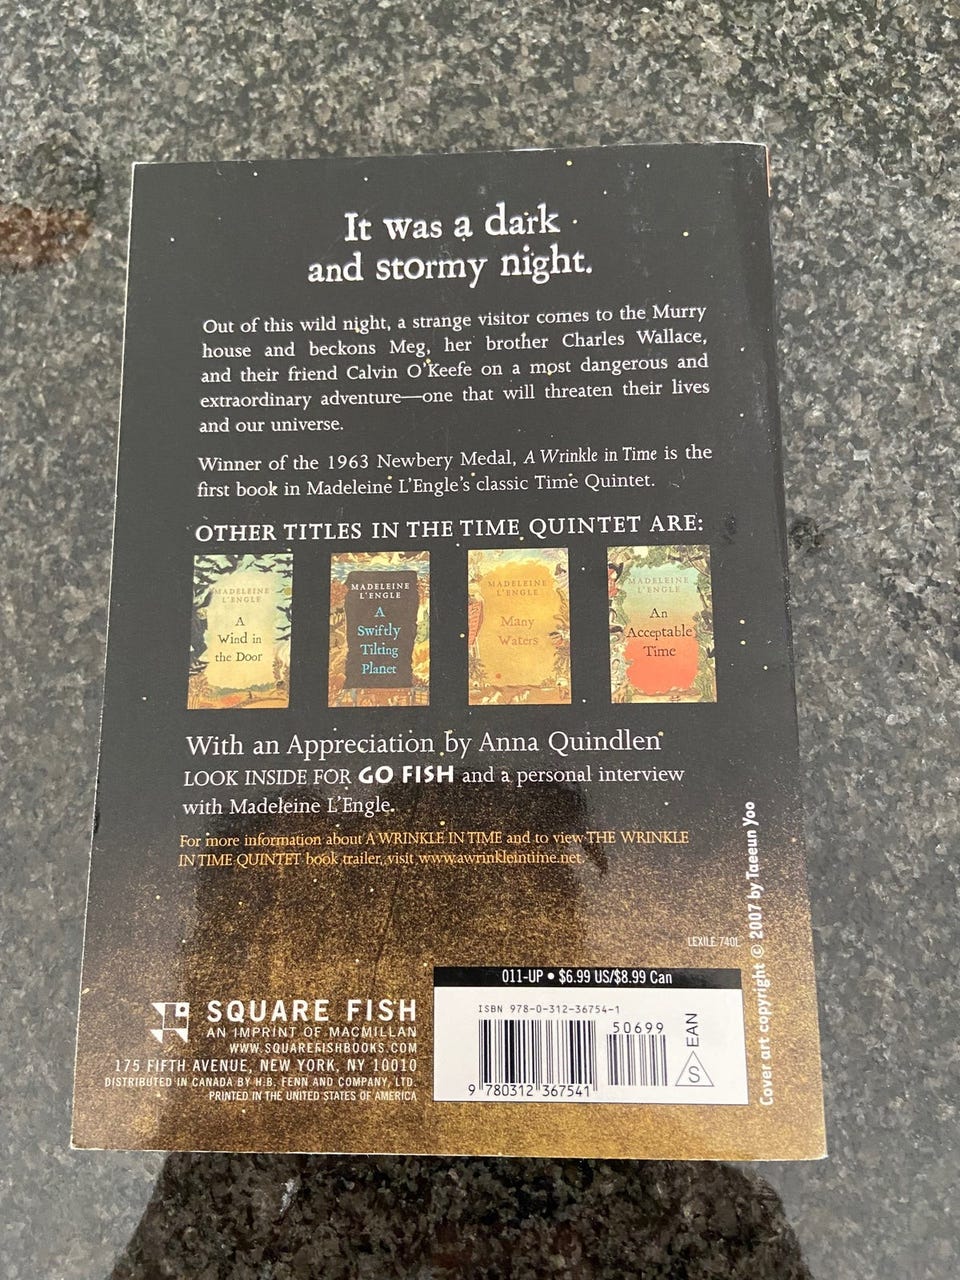 It was a dark
and stormy night.
Out of this wild night, a strange visitor comes to the Murry
house and beckons Meg, her brother Charles Wallace,
and their friend Calvin O'Keefe on a most dangerous and
extraordinary adventure—one that will threaten their lives
and our universe.
Winner of the 1963 Newbery Medal, A Wrinkle in Time is the
first book in Madeleine L'Engle's classic Time Quintet.
OTHER TITLES IN THE TIME QUINTET ARE:
MADELEINE
L'ENGLE
A
Wind in
the Door
MADELEINE
L'ENGLE
A
Swiftly
Tilting
Planet
MADELEINE
L'ENGLE
Many
Waters
MADELEINE
L'ENGLE
An
Acceptable
Time
With an Appreciation by Anna Quindlen
LOOK INSIDE FOR GO FISH and a personal interview
with Madeleine L'Engle.
For more information about A WRINKLE IN TIME and to view THE WRINKLE
IN TIME QUINTET book trailer, visit www.awrinkleintime.net.
LEXILE 740L
011-UP • $6.99 US/$8.99 Can
ISBN 978-0-312-36754-1
50699
EAN
S
9 780312 367541
SQUARE FISH
AN IMPRINT OF MACMILLAN
WWW.SQUAREFISHBOOKS.COM
175 FIFTH AVENUE, NEW YORK, NY 10010
DISTRIBUTED IN CANADA BY H.B. FENN AND COMPANY, LTD.
PRINTED IN THE UNITED STATES OF AMERICA
Cover art copyright © 2007 by Taeeun Yoo